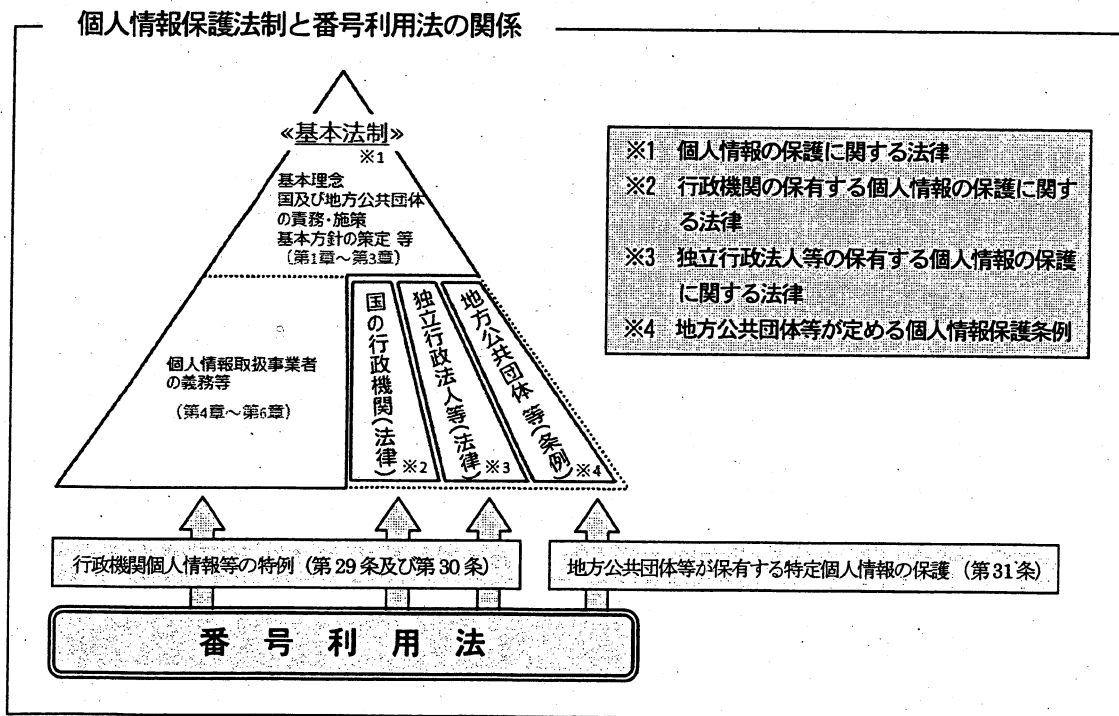 個人情報保護法制と番号利用法の関係
≪基本法制≫
※1
基本理念
国及び地方公共団体
の責務・施策
基本方針の策定 等
（第1章～第3章）
個人情報取扱事業者
の義務等
（第4章～第6章）
国の行政機関（法律）
※2
独立行政法人等（法律）
※3
地方公共団体 等（条例）
※4
※1 個人情報の保護に関する法律
※2 行政機関の保有する個人情報の保護に関す
る法律
※3 独立行政法人等の保有する個人情報の保護
に関する法律
※4 地方公共団体等が定める個人情報保護条例
行政機関個人情報等の特例（第29条及び第30条）
地方公共団体等が保有する特定個人情報の保護（第31条）
番 号 利 用 法